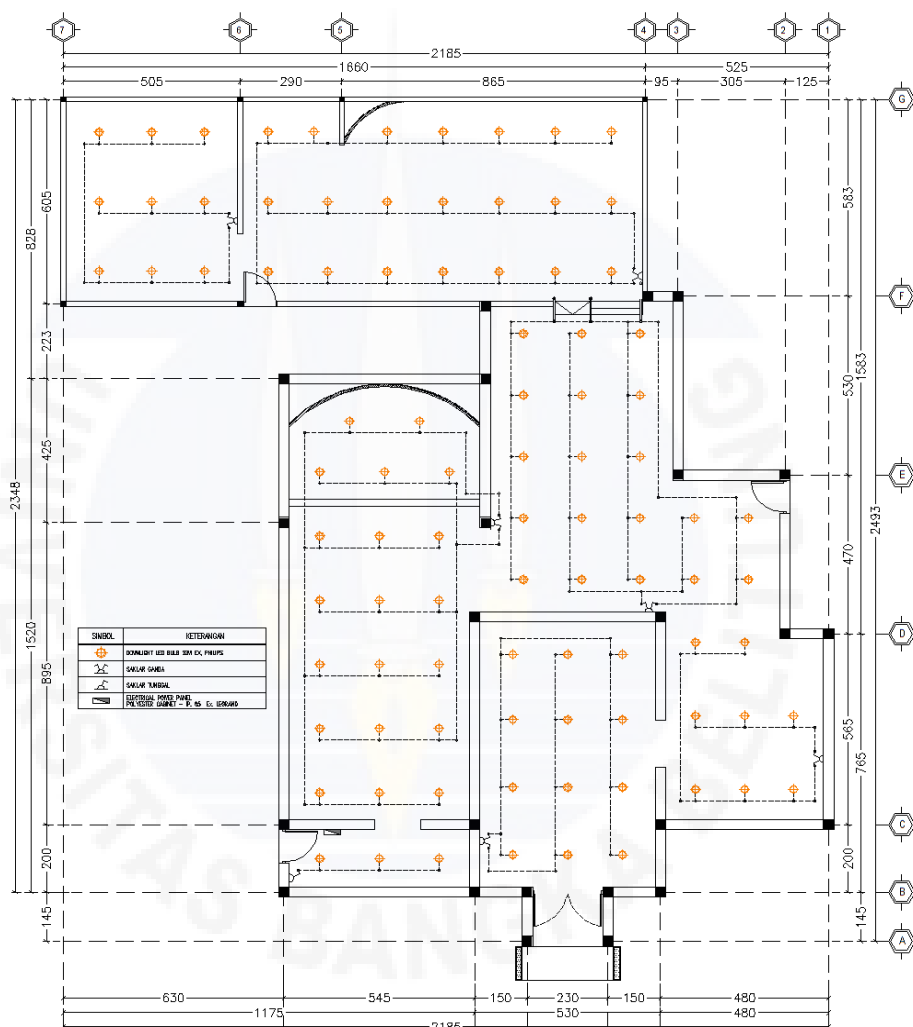 7 6 5 4 3 2 1
2185
1660 525
505 290 865 95 305 125
G
605
828
583
F
223
530
1583
425
2348
E
470
2493
1520
D
SIMBOL KETERANGAN
DOWNLIGHT LED BULB
SAKLAR GANDA
SAKLAR TUNGGAL
ELECTRICAL POWER PANEL
POLYESTER CABINET - IP. 65 Ex. LEGRAND
895
565
765
C
200 200
B
145 145
A
630 545 150 230 150 480
1175 530 480
2185
UNIVERSITAS BANGKA BELITUNG